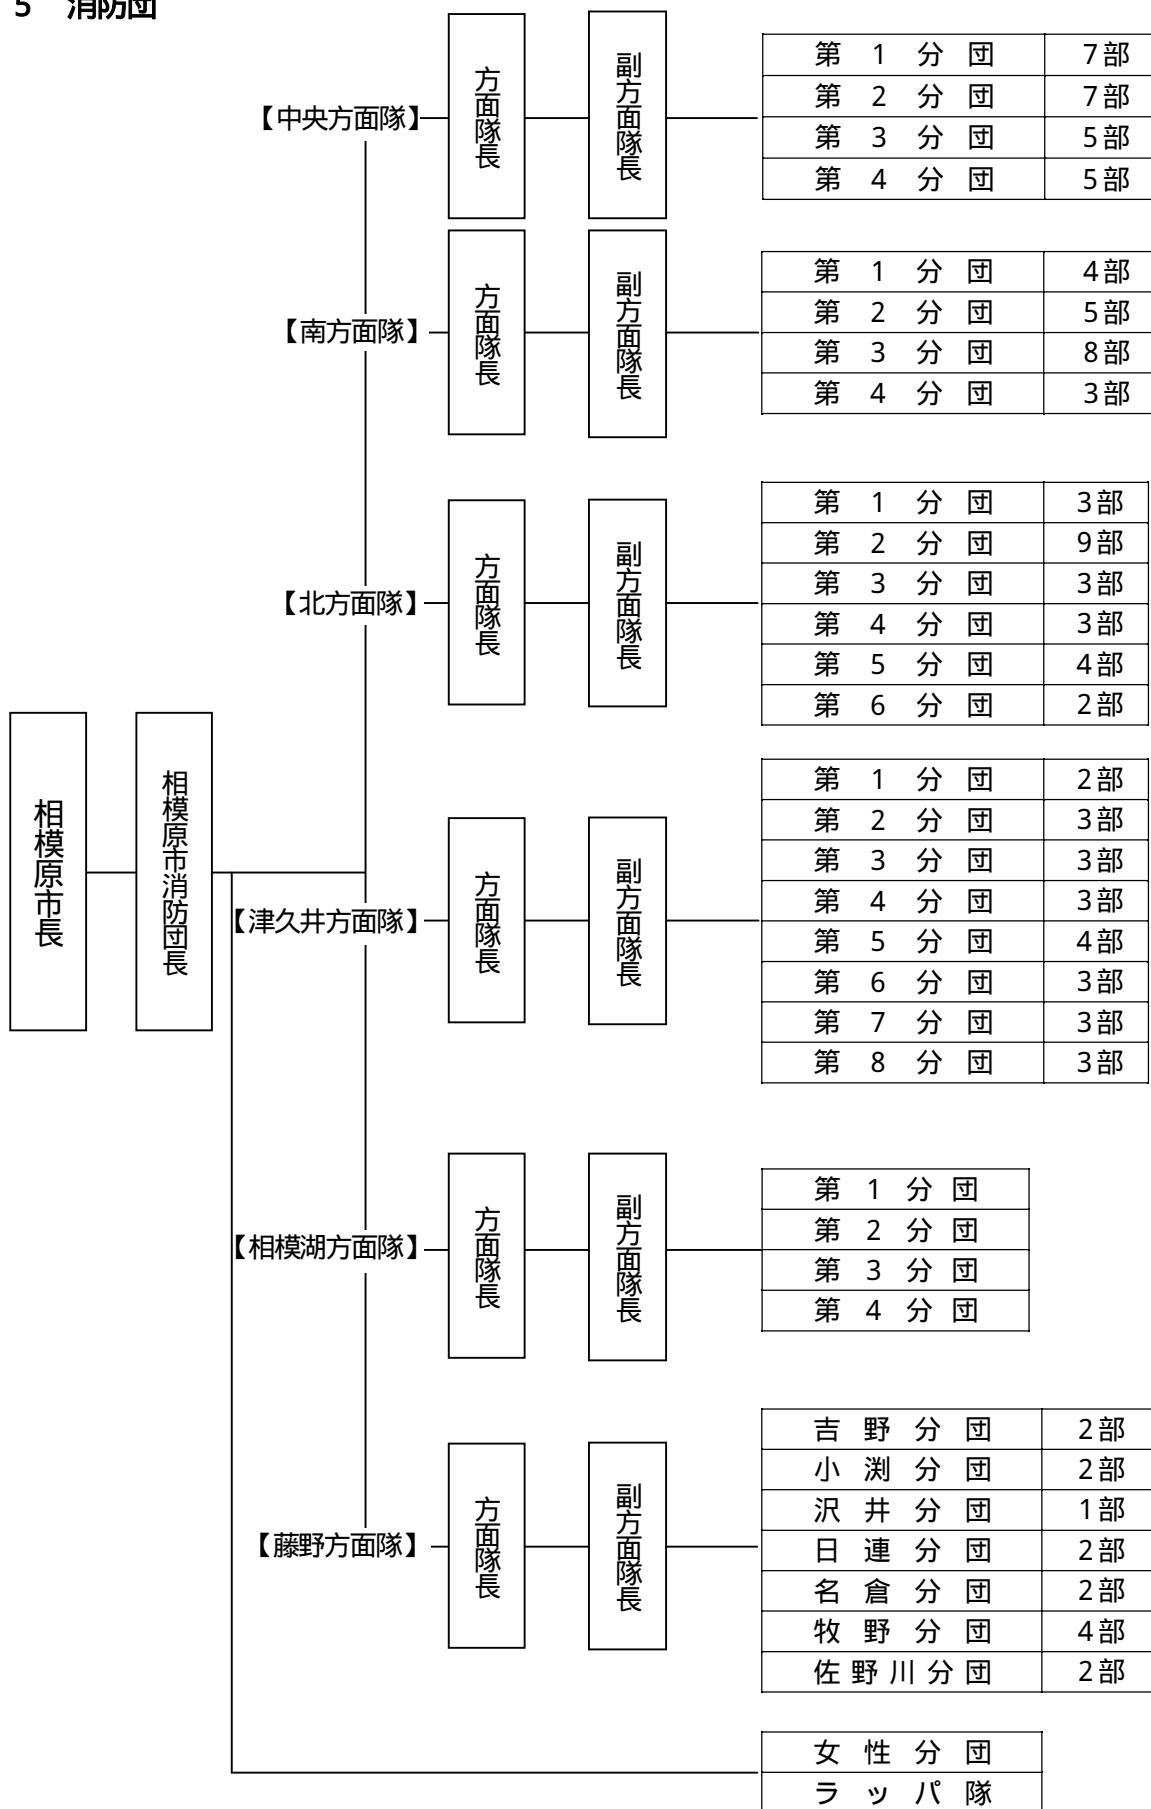 5 消防団
【中央方面隊】
方面隊長
副方面隊長
第1分団 7部
第2分団 7部
第3分団 5部
第4分団 5部
【南方面隊】
方面隊長
副方面隊長
第1分団 4部
第2分団 5部
第3分団 8部
第4分団 3部
【北方面隊】
方面隊長
副方面隊長
第1分団 3部
第2分団 9部
第3分団 3部
第4分団 3部
第5分団 4部
第6分団 2部
相模原市長
相模原市消防団長
【津久井方面隊】
方面隊長
副方面隊長
第1分団 2部
第2分団 3部
第3分団 3部
第4分団 3部
第5分団 4部
第6分団 3部
第7分団 3部
第8分団 3部
【相模湖方面隊】
方面隊長
副方面隊長
第1分団
第2分団
第3分団
第4分団
【藤野方面隊】
方面隊長
副方面隊長
吉野分団 2部
小渕分団 2部
沢井分団 1部
日連分団 2部
名倉分団 2部
牧野分団 4部
佐野川分団 2部
女性分団
ラッパ隊